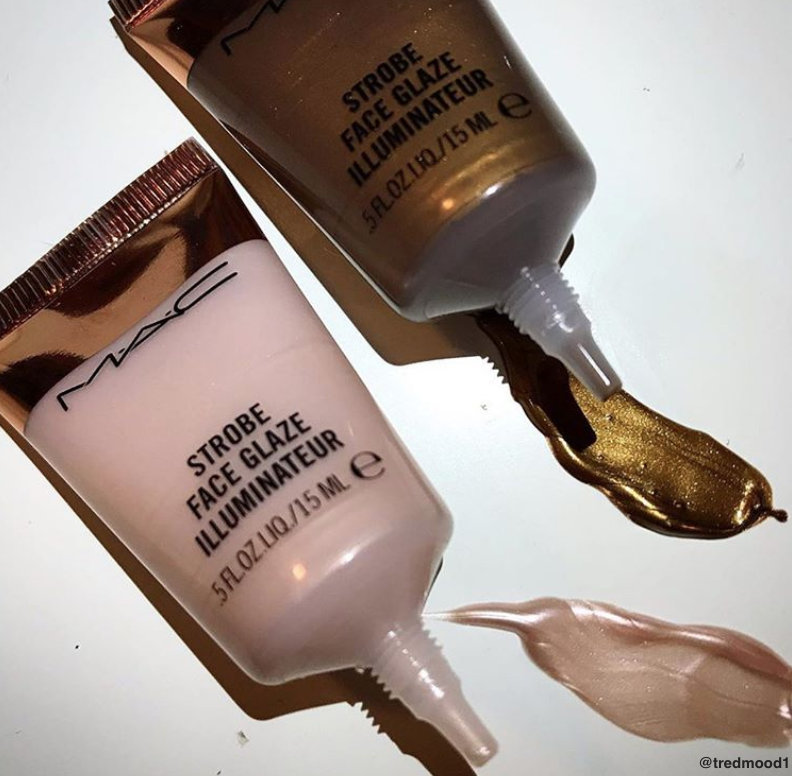 MAC
STROBE
FACE GLAZE
ILLUMINATEUR
.5 FL.OZ.LIQ./15 ML ℮
M·A·C
STROBE
FACE GLAZE
ILLUMINATEUR
.5 FL.OZ.LIQ./15 ML ℮
@tredmood1